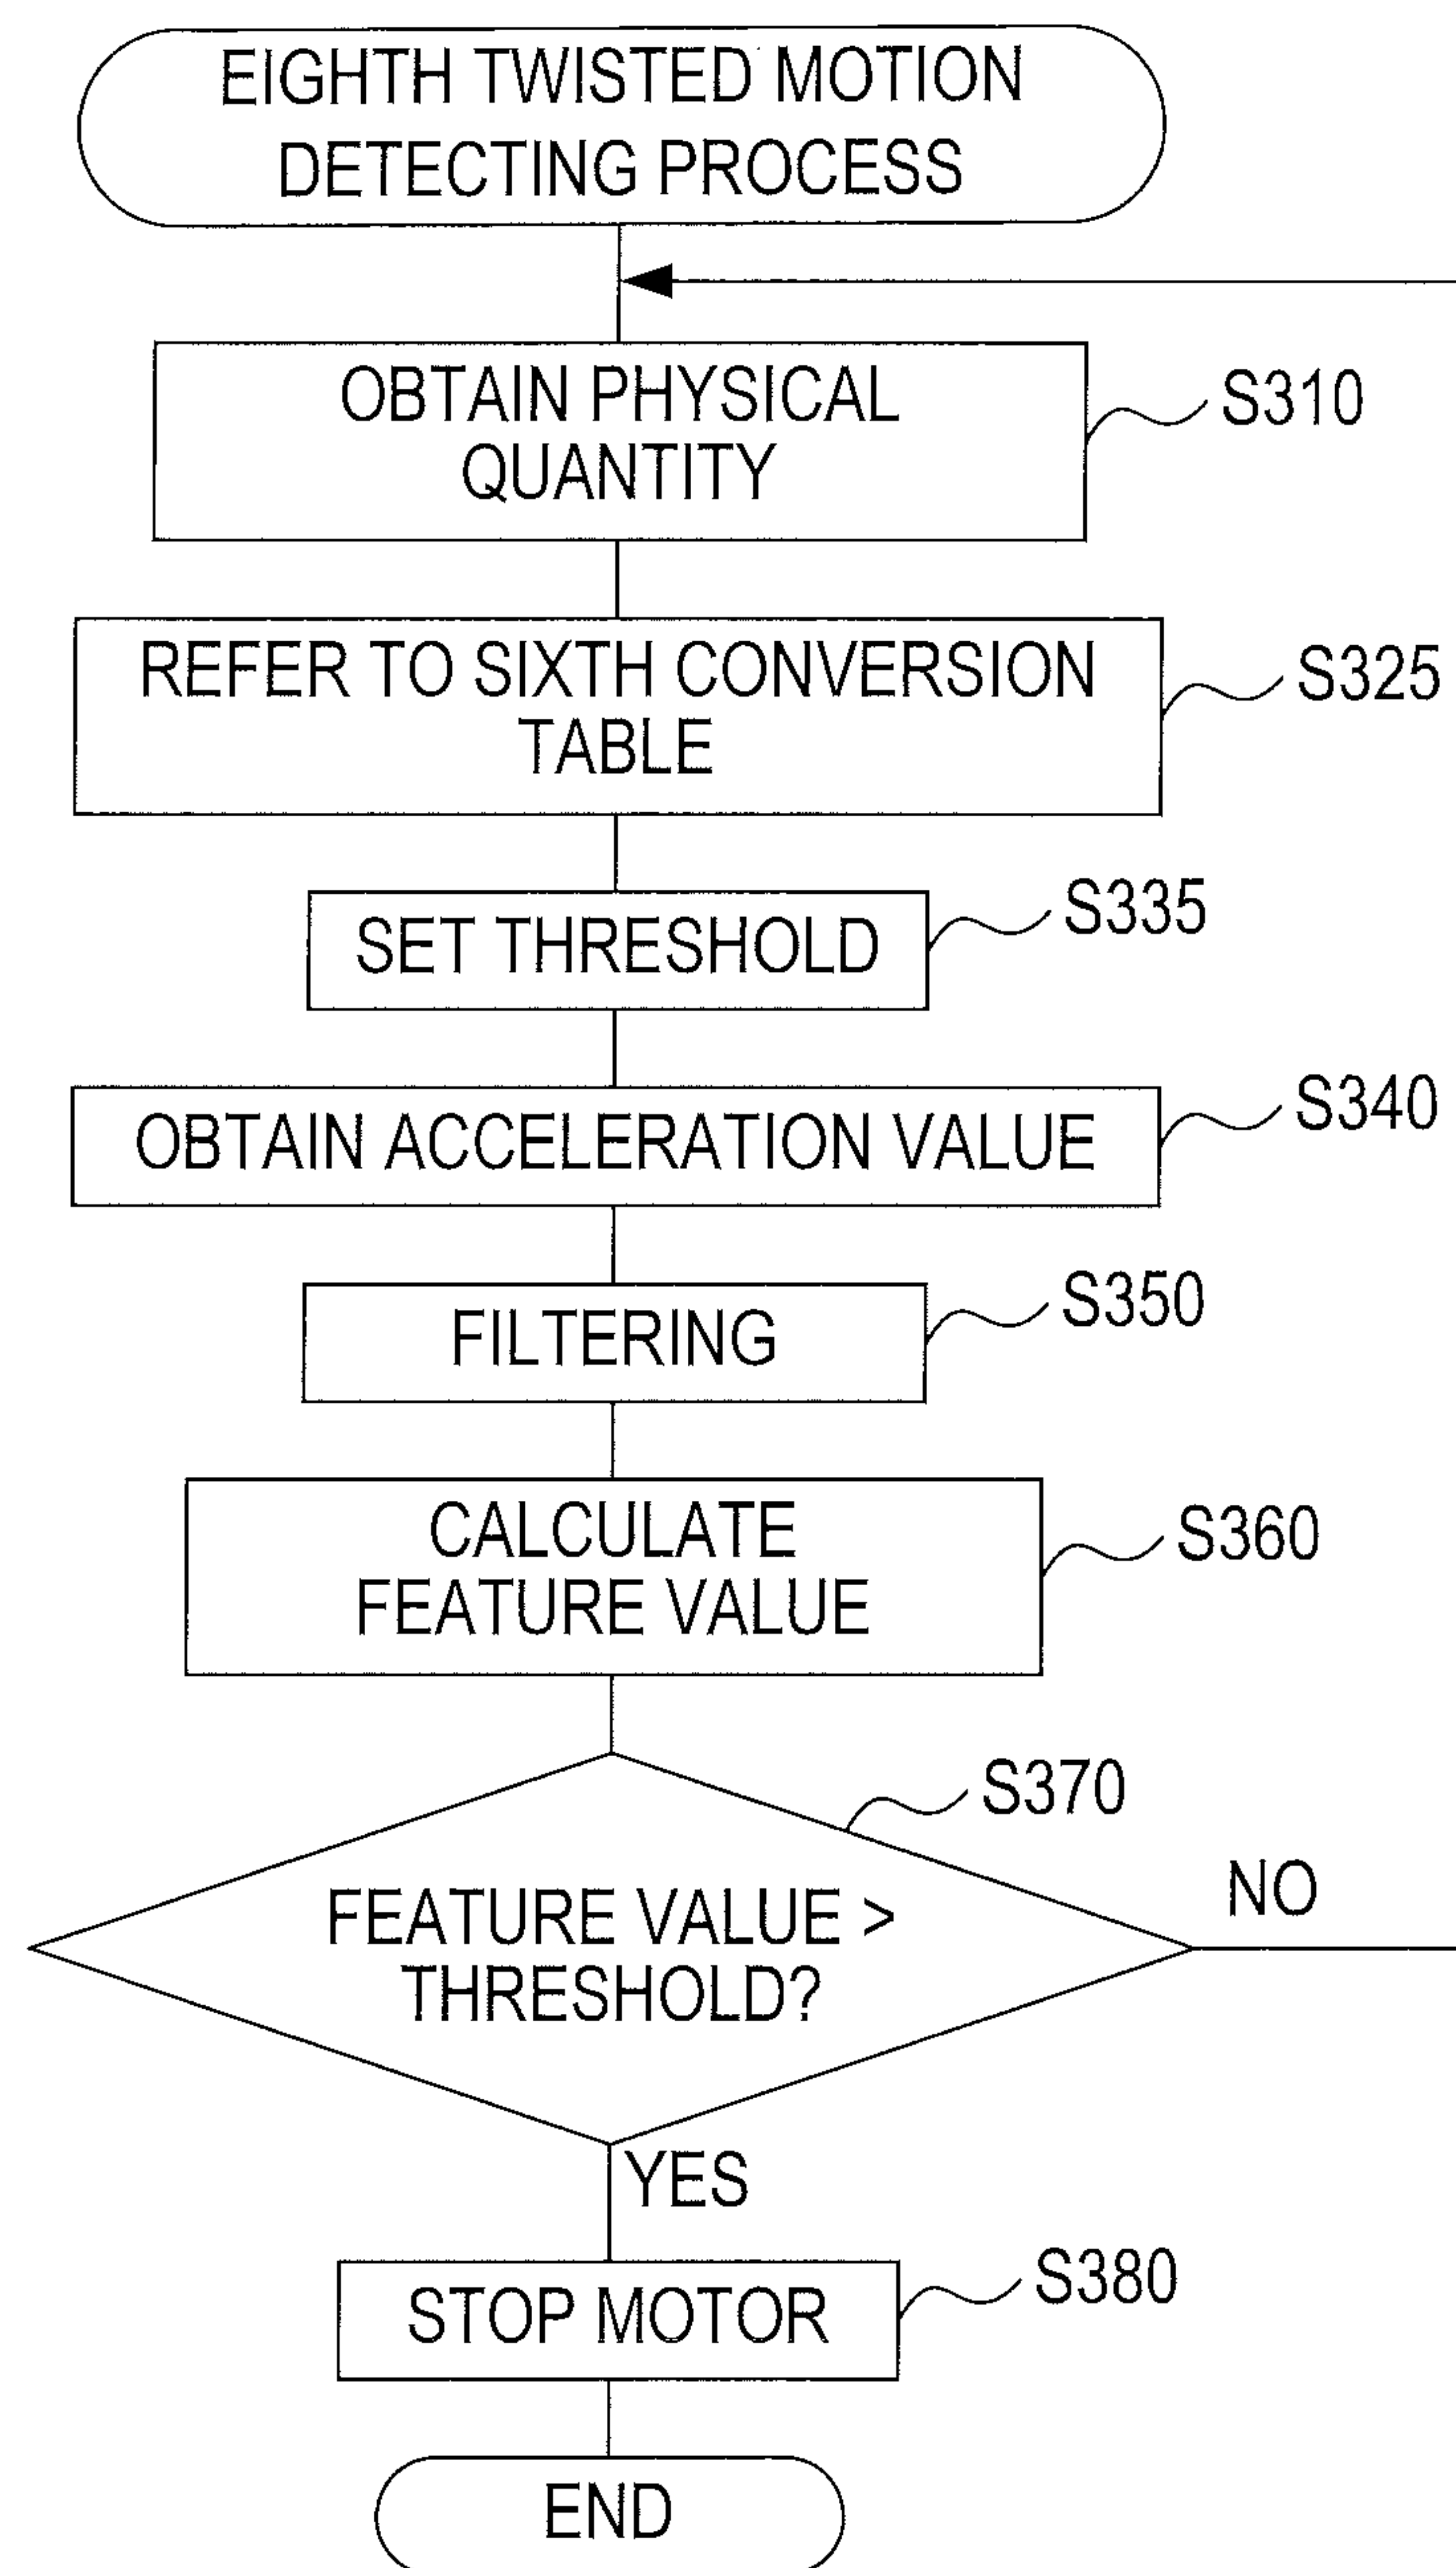 EIGHTH TWISTED MOTION
DETECTING PROCESS
OBTAIN PHYSICAL
QUANTITY
S310
REFER TO SIXTH CONVERSION
TABLE
S325
SET THRESHOLD
S335
OBTAIN ACCELERATION VALUE
S340
FILTERING
S350
CALCULATE
FEATURE VALUE
S360
S370
FEATURE VALUE >
THRESHOLD?
NO
YES
STOP MOTOR
S380
END